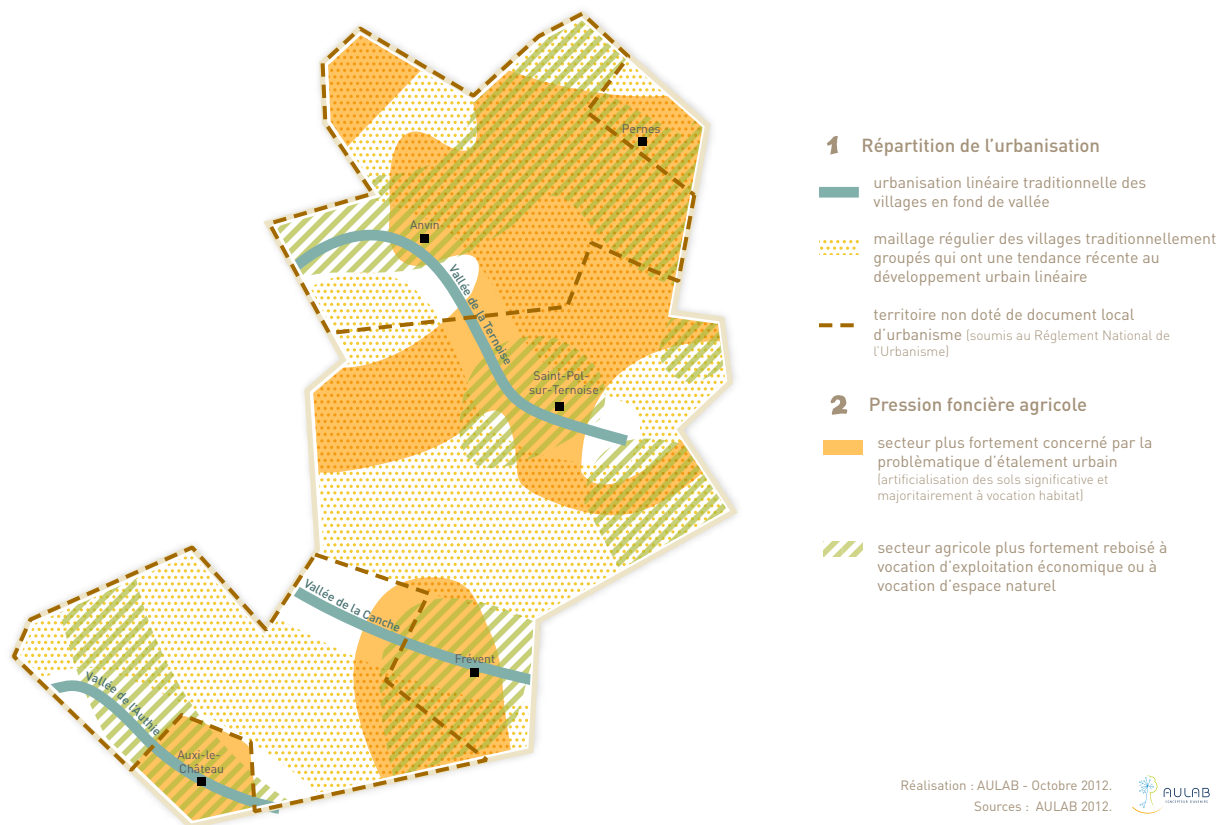 Pernes
Anvin
Vallée de la Ternoise
Saint-Pol-
sur-Ternoise
Vallée de la Canche
Frévent
Vallée de l'Authie
Auxi-le-
Château
1 Répartition de l'urbanisation
urbanisation linéaire traditionnelle des
villages en fond de vallée
maillage régulier des villages traditionnellement
groupés qui ont une tendance récente au
développement urbain linéaire
territoire non doté de document local
d'urbanisme (soumis au Réglement National de
l'Urbanisme)
2 Pression foncière agricole
secteur plus fortement concerné par la
problèmatique d'étalement urbain
(artificialisation des sols significative et
majoritairement à vocation habitat)
secteur agricole plus fortement reboisé à
vocation d'exploitation économique ou à
vocation d'espace naturel
Réalisation : AULAB - Octobre 2012.
Sources : AULAB 2012.
AULAB